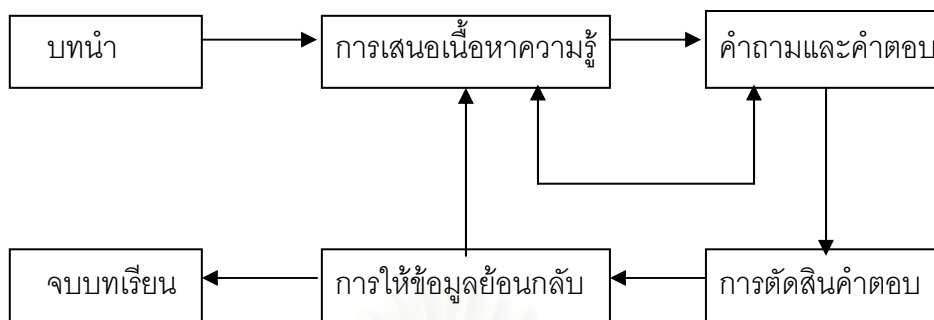 บทนำ
การเสนอเนื้อหาความรู้
คำถามและคำตอบ
จบบทเรียน
การให้ข้อมูลย้อนกลับ
การตัดสินคำตอบ